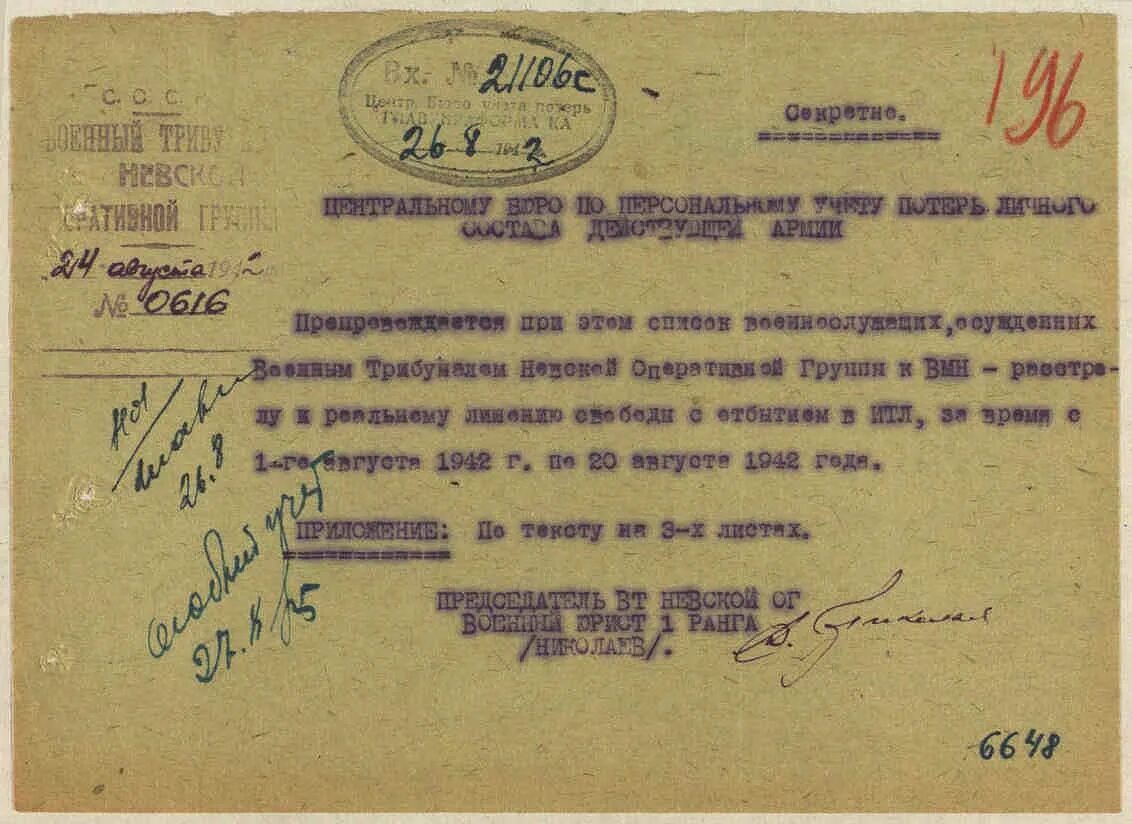 196
Вх. № 21106с
Центр. Бюро учета потерь
26 8 1942
Секретно.
С. С. С.
ВОЕННЫЙ ТРИБУ
НЕВСКОЙ
ЕРАТИВНОЙ ГРУППЫ
24 августа 1942
№ 0616
ЦЕНТРАЛЬНОМУ БЮРО ПО ПЕРСОНАЛЬНОМУ УЧЕТУ ПОТЕРЬ ЛИЧНОГО
СОСТАВА ДЕЙСТВУЮЩЕЙ АРМИИ
Препровождается при этом список военнослужащих, осужденных
Военным Трибуналом Невской Оперативной Группы к ВМН - расстре-
лу и реальному лишению свободы с отбытием в ИТЛ, за время с
1-го августа 1942 г. по 20 августа 1942 года.
26.8
особый учет
ПРИЛОЖЕНИЕ: По тексту на 3-х листах.
ПРЕДСЕДАТЕЛЬ ВТ НЕВСКОЙ ОГ
ВОЕННЫЙ ЮРИСТ 1 РАНГА
/НИКОЛАЕВ/.
6648